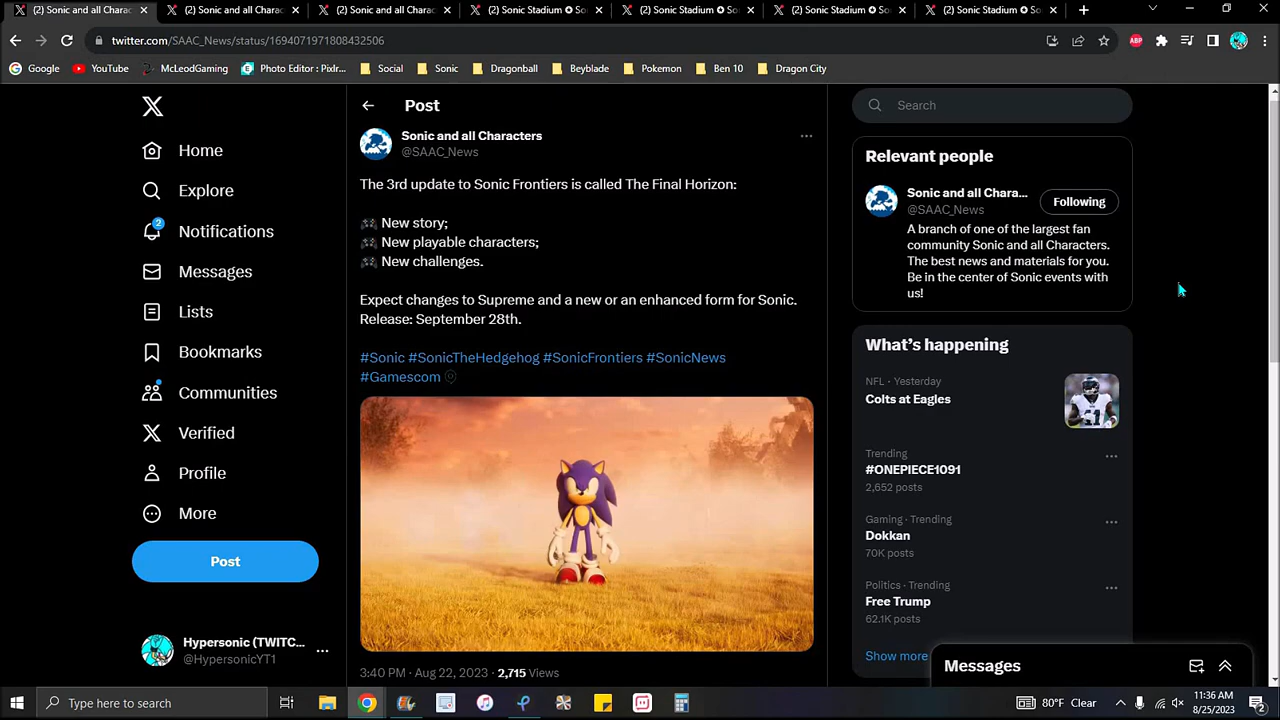 (2) Sonic and all Charact
(2) Sonic and all Charac
(2) Sonic and all Charac
(2) Sonic Stadium ✪ So
(2) Sonic Stadium ✪ So
(2) Sonic Stadium ✪ So
(2) Sonic Stadium ✪ So
twitter.com/SAAC_News/status/1694071971808432506
ABP
Google
YouTube
McLeodGaming
Photo Editor : Pixlr...
Social
Sonic
Dragonball
Beyblade
Pokemon
Ben 10
Dragon City
Home
Explore
2
Notifications
Messages
Lists
Bookmarks
Communities
Verified
Profile
More
Post
Hypersonic (TWITC...
@HypersonicYT1
Post
Sonic and all Characters
@SAAC_News
The 3rd update to Sonic Frontiers is called The Final Horizon:
🎮 New story;
🎮 New playable characters;
🎮 New challenges.
Expect changes to Supreme and a new or an enhanced form for Sonic.
Release: September 28th.
#Sonic #SonicTheHedgehog #SonicFrontiers #SonicNews
#Gamescom
3:40 PM · Aug 22, 2023 · 2,715 Views
Search
Relevant people
Sonic and all Chara...
@SAAC_News
Following
A branch of one of the largest fan
community Sonic and all Characters.
The best news and materials for you.
Be in the center of Sonic events with
us!
What's happening
NFL · Yesterday
Colts at Eagles
Trending
#ONEPIECE1091
2,652 posts
Gaming · Trending
Dokkan
70K posts
Politics · Trending
Free Trump
62.1K posts
Show more
Messages
Type here to search
80°F Clear
11:36 AM
8/25/2023
2